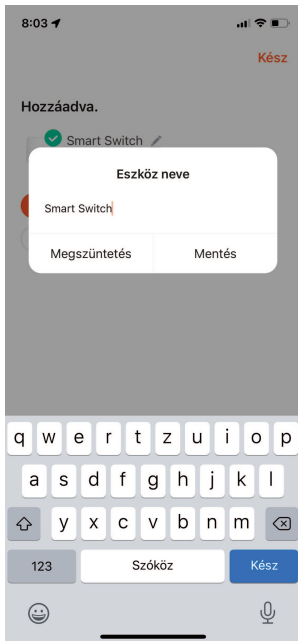 8:03
Kész
Hozzáadva.
Smart Switch
Eszköz neve
Smart Switch
Megszüntetés Mentés
q w e r t z u i o p
a s d f g h j k l
y x c v b n m
123 Szóköz Kész